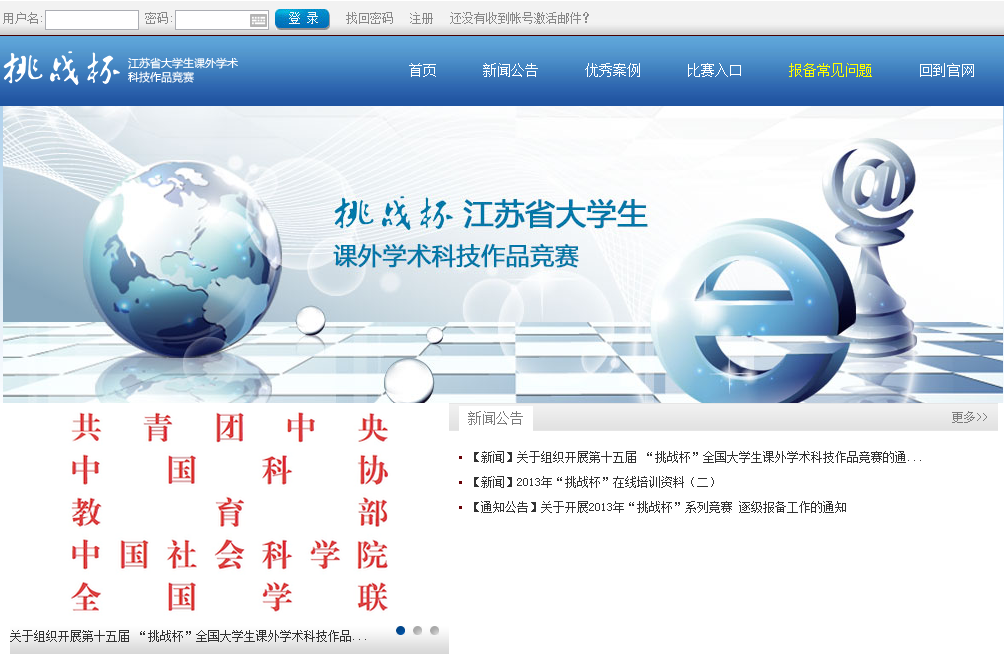 用户名: 密码: 登 录 找回密码 注册 还没有收到帐号激活邮件?
挑战杯 江苏省大学生课外学术
科技作品竞赛
首页 新闻公告 优秀案例 比赛入口 报备常见问题 回到官网
挑战杯 江苏省大学生
课外学术科技作品竞赛
共青团中央
中国科协
教育部
中国社会科学院
全国学联
关于组织开展第十五届 “挑战杯”全国大学生课外学术科技作品...
新闻公告 更多>>
【新闻】关于组织开展第十五届 “挑战杯”全国大学生课外学术科技作品竞赛的通...
【新闻】2013年“挑战杯”在线培训资料（二）
【通知公告】关于开展2013年“挑战杯”系列竞赛 逐级报备工作的通知